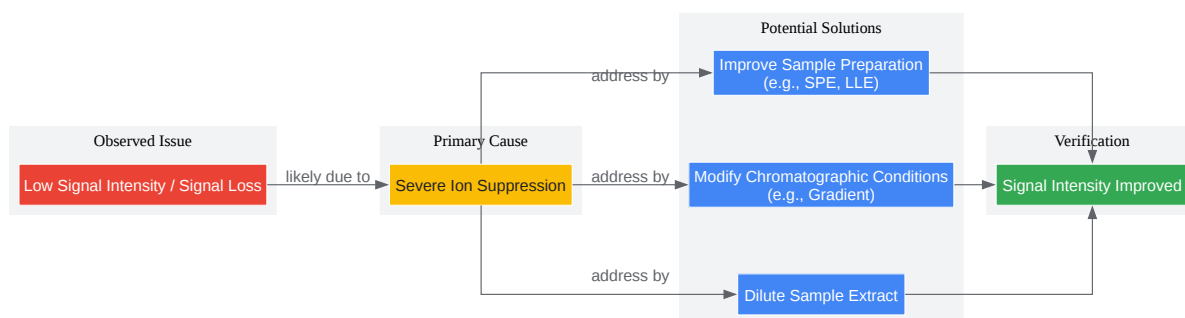 Potential Solutions
address by
Improve Sample Preparation
(e.g., SPE, LLE)
Observed Issue
Primary Cause
Verification
Low Signal Intensity / Signal Loss
likely due to
Severe Ion Suppression
address by
Modify Chromatographic Conditions
(e.g., Gradient)
Signal Intensity Improved
address by
Dilute Sample Extract